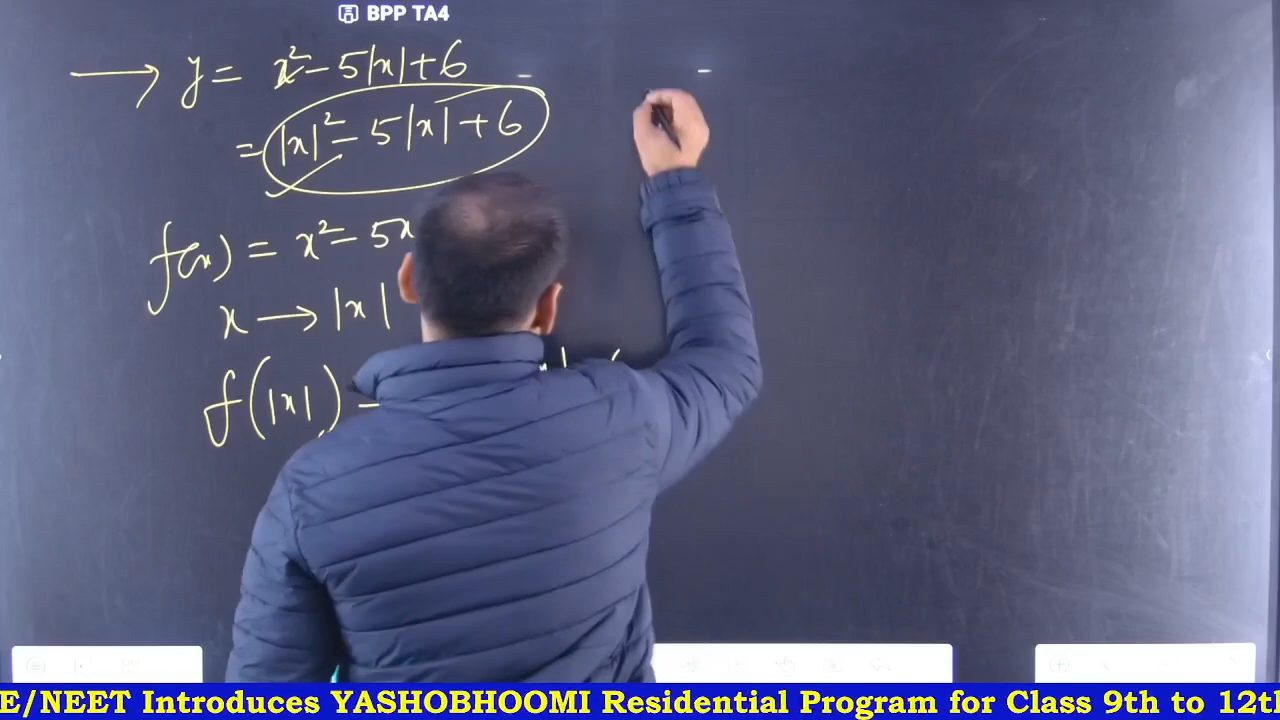 BPP TA4
→ y = x² - 5|x| + 6
= |x|² - 5|x| + 6
f(x) = x² - 5x
x → |x|
f(|x|) =
E/NEET Introduces YASHOBHOOMI Residential Program for Class 9th to 12th